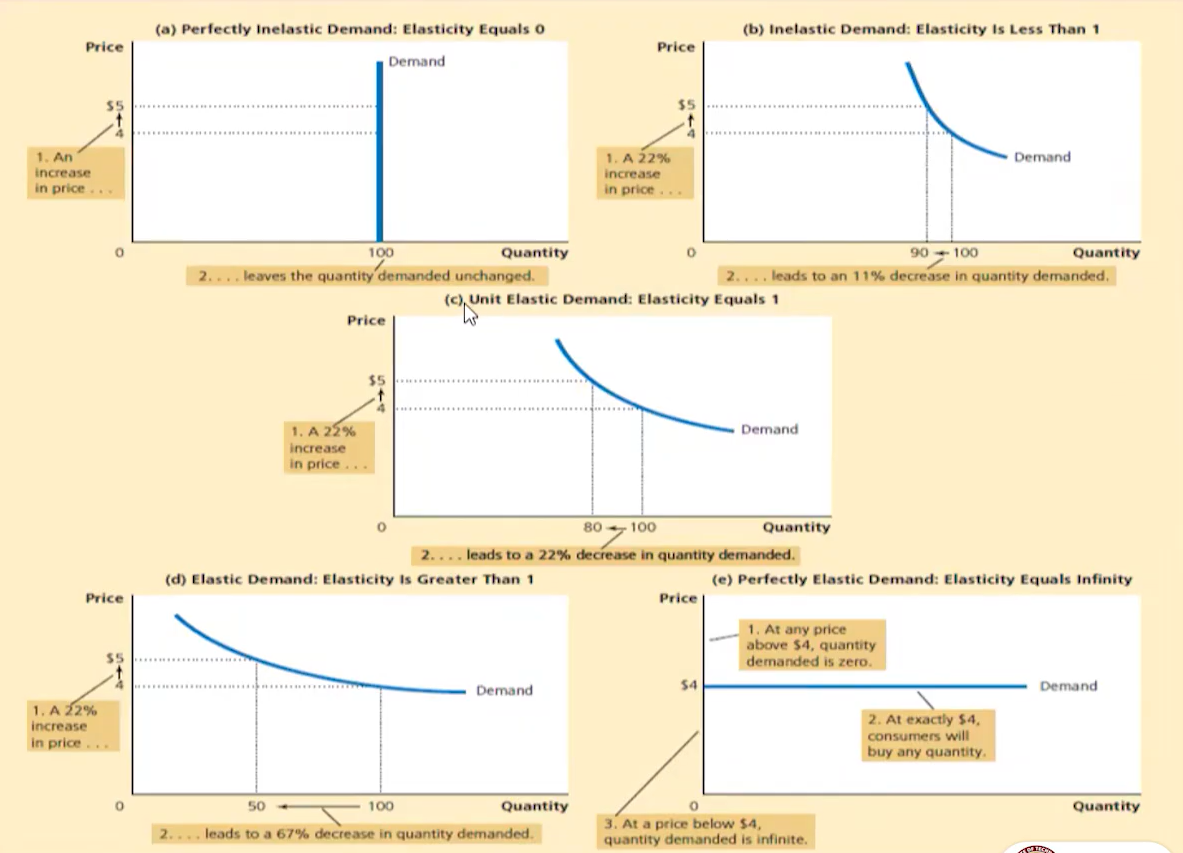 (a) Perfectly Inelastic Demand: Elasticity Equals 0
Price
Demand
$5
4
1. An
increase
in price . . .
0
100
Quantity
2. . . . leaves the quantity demanded unchanged.
(b) Inelastic Demand: Elasticity Is Less Than 1
Price
$5
4
1. A 22%
increase
in price . . .
Demand
0
90
100
Quantity
2. . . . leads to an 11% decrease in quantity demanded.
(c) Unit Elastic Demand: Elasticity Equals 1
Price
$5
4
1. A 22%
increase
in price . . .
Demand
0
80
100
Quantity
2. . . . leads to a 22% decrease in quantity demanded.
(d) Elastic Demand: Elasticity Is Greater Than 1
Price
$5
4
Demand
1. A 22%
increase
in price . . .
0
50
100
Quantity
2. . . . leads to a 67% decrease in quantity demanded.
(e) Perfectly Elastic Demand: Elasticity Equals Infinity
Price
1. At any price
above $4, quantity
demanded is zero.
$4
Demand
2. At exactly $4,
consumers will
buy any quantity.
0
Quantity
3. At a price below $4,
quantity demanded is infinite.